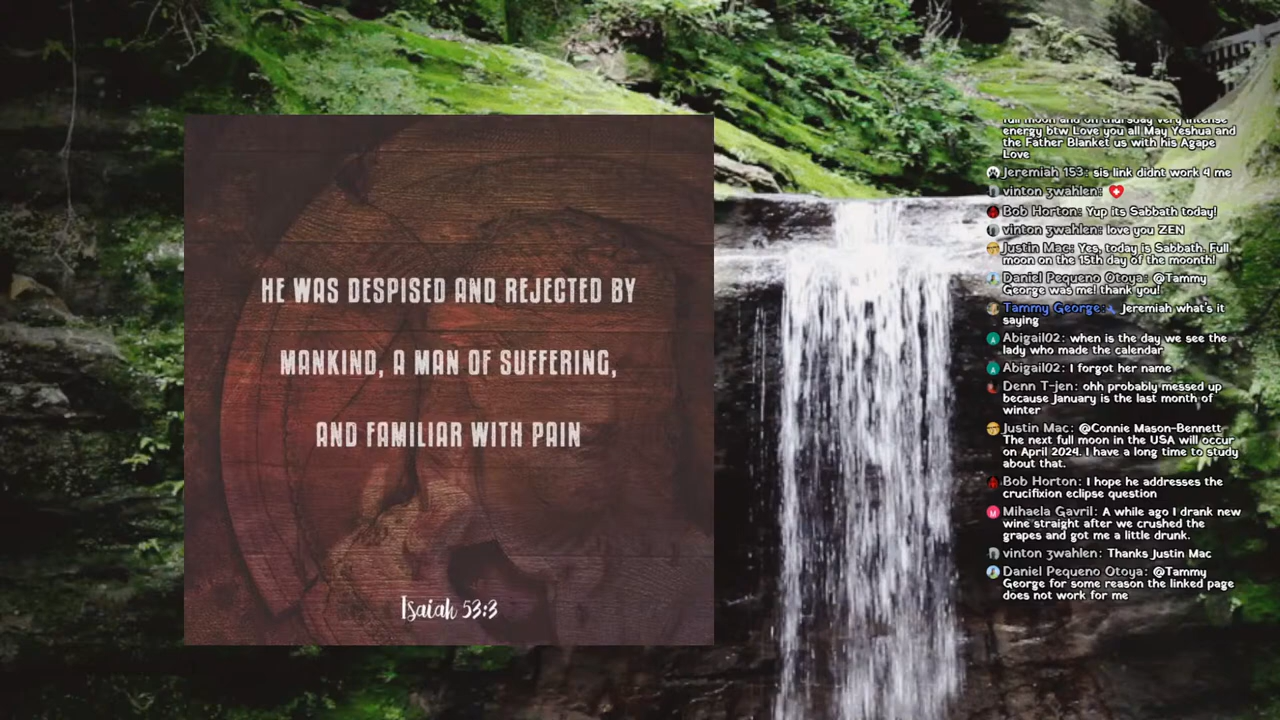 HE WAS DESPISED AND REJECTED BY
MANKIND, A MAN OF SUFFERING,
AND FAMILIAR WITH PAIN
Isaiah 53:3
full moon and on thursday very intense
energy btw Love you all May Yeshua and
the Father Blanket us with his Agape
Love
Jeremiah 153: sis link didnt work 4 me
vinton zwahlen:
Bob Horton: Yup its Sabbath today!
vinton zwahlen: love you ZEN
Justin Mac: Yes, today is Sabbath. Full
moon on the 15th day of the moonth!
Daniel Pequeno Otoya: @Tammy
George was me! thank you!
Tammy George: Jeremiah what's it
saying
Abigail02: when is the day we see the
lady who made the calendar
Abigail02: I forgot her name
Denn T-jen: ohh probably messed up
because January is the last month of
winter
Justin Mac: @Connie Mason-Bennett
The next full moon in the USA will occur
on April 2024. I have a long time to study
about that.
Bob Horton: I hope he addresses the
crucifixion eclipse question
Mihaela Gavril: A while ago I drank new
wine straight after we crushed the
grapes and got me a little drunk.
vinton zwahlen: Thanks Justin Mac
Daniel Pequeno Otoya: @Tammy
George for some reason the linked page
does not work for me